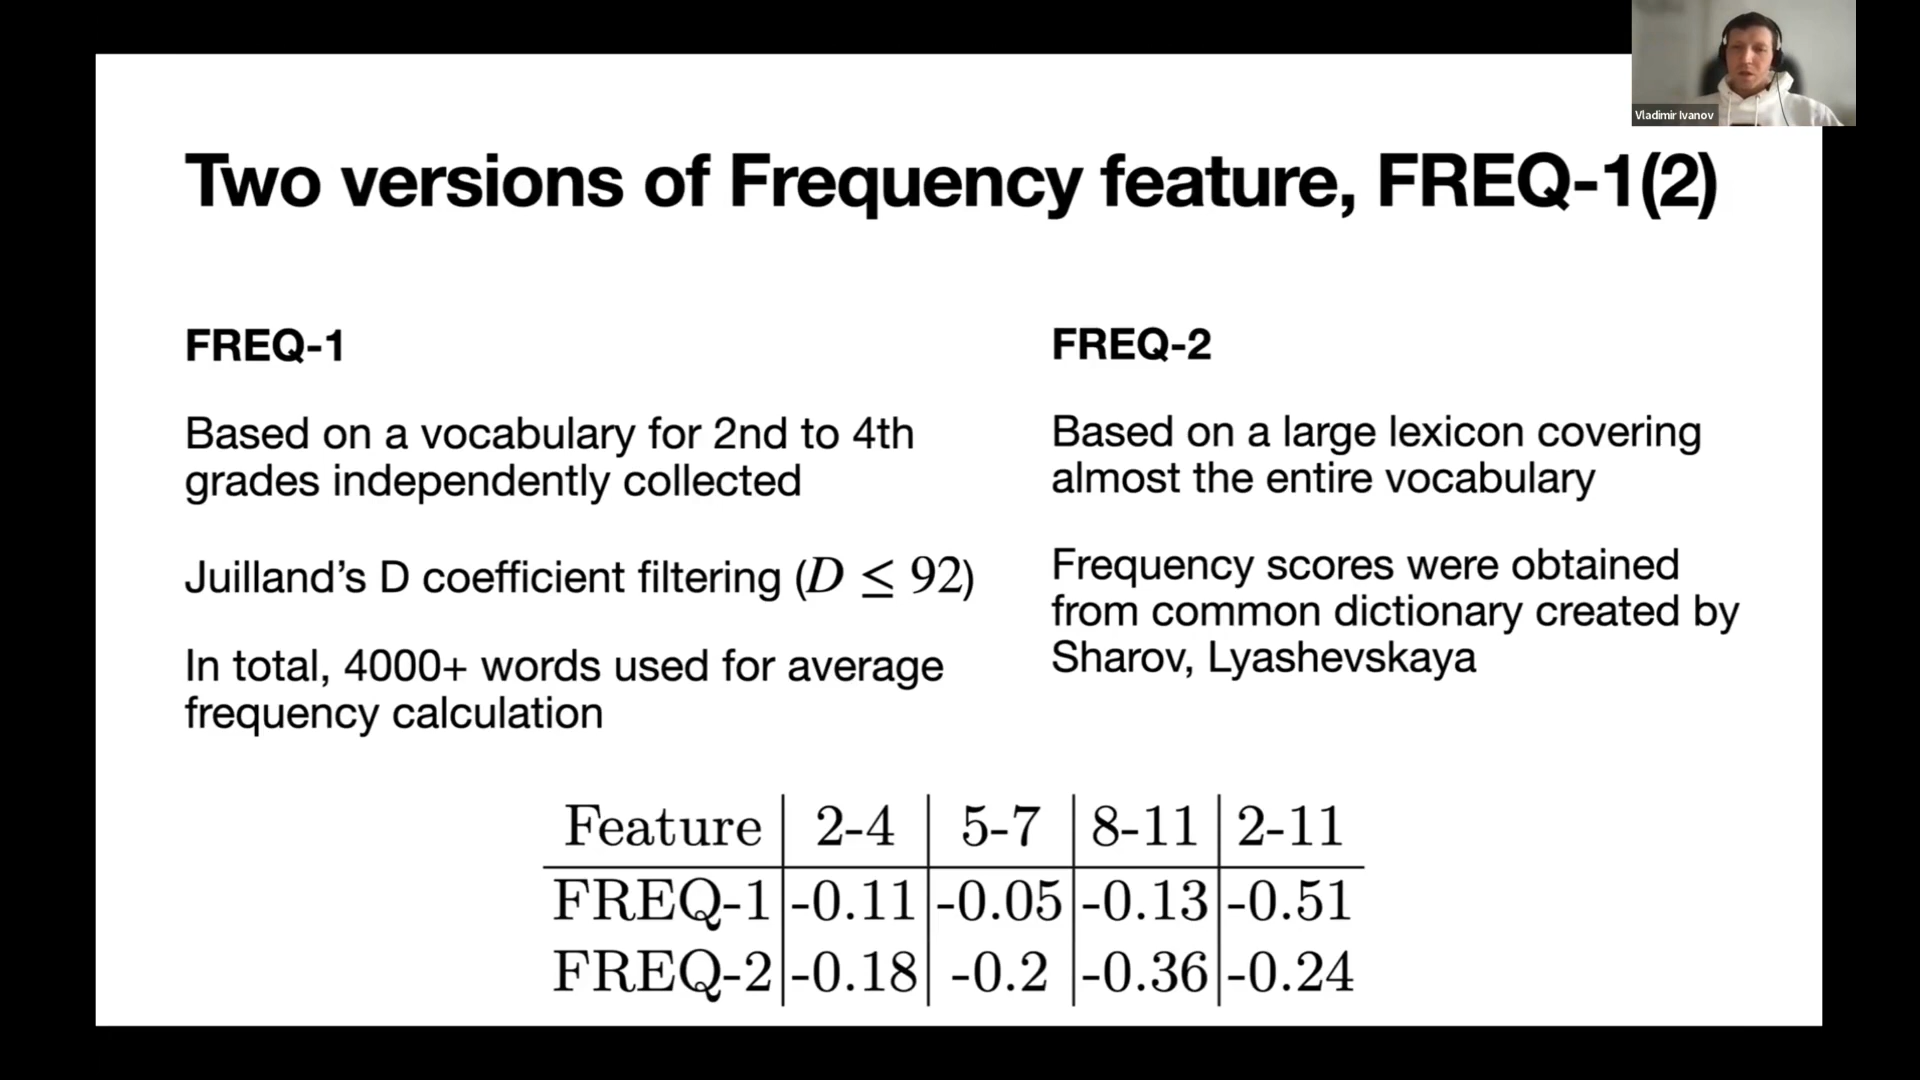 Vladimir Ivanov
Two versions of Frequency feature, FREQ-1(2)
FREQ-1
Based on a vocabulary for 2nd to 4th
grades independently collected
Juilland’s D coefficient filtering (D ≤ 92)
In total, 4000+ words used for average
frequency calculation
FREQ-2
Based on a large lexicon covering
almost the entire vocabulary
Frequency scores were obtained
from common dictionary created by
Sharov, Lyashevskaya
Feature 2-4 5-7 8-11 2-11
FREQ-1 -0.11 -0.05 -0.13 -0.51
FREQ-2 -0.18 -0.2 -0.36 -0.24